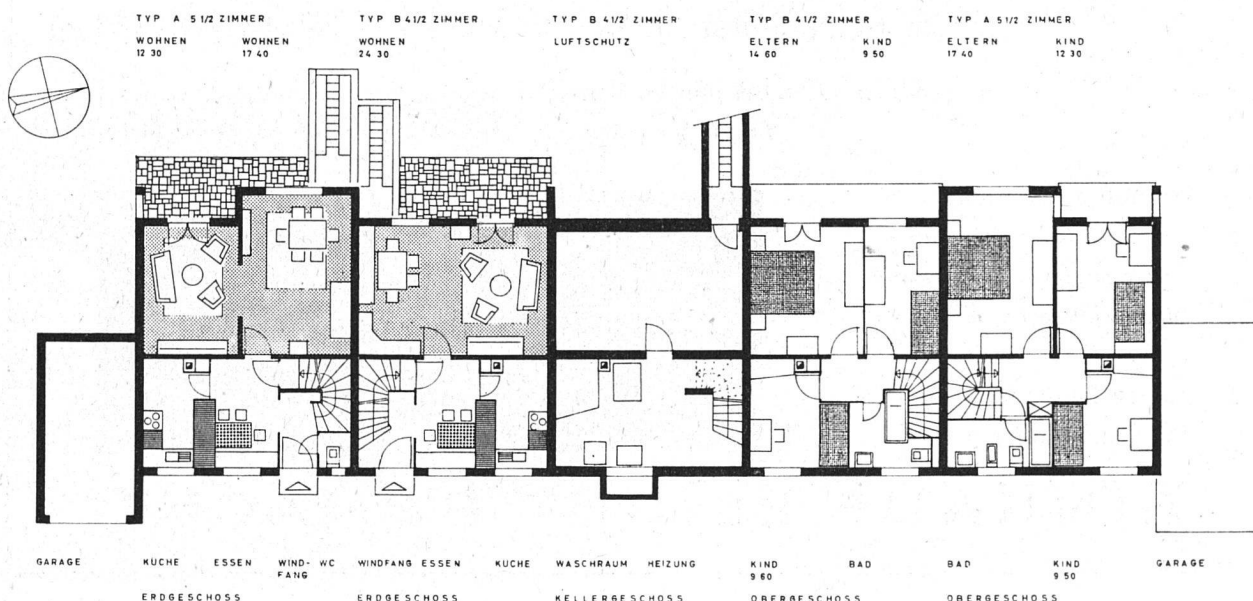 TYP A 5 1/2 ZIMMER TYP B 4 1/2 ZIMMER TYP B 4 1/2 ZIMMER TYP B 4 1/2 ZIMMER TYP A 5 1/2 ZIMMER
WOHNEN WOHNEN WOHNEN LUFTSCHUTZ ELTERN KIND ELTERN KIND
12 30 17 40 24 30 14 60 9 50 17 40 12 30
GARAGE KÜCHE ESSEN WIND- WC WINDFANG ESSEN KÜCHE WASCHRAUM HEIZUNG KIND BAD BAD KIND GARAGE
FANG 9 60 9 50
ERDGESCHOSS ERDGESCHOSS KELLERGESCHOSS OBERGESCHOSS OBERGESCHOSS